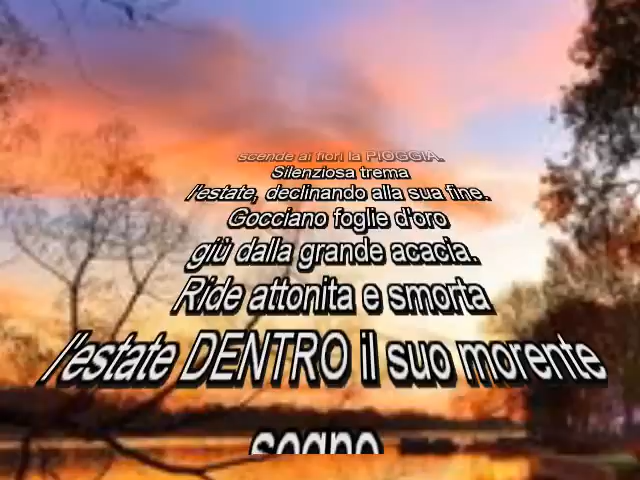 scende ai fiori la PIOGGIA.
Silenziosa trema
l'estate, declinando alla sua fine.
Gocciano foglie d'oro
giù dalla grande acacia.
Ride attonita e smorta
l'estate DENTRO il suo morente
sogno